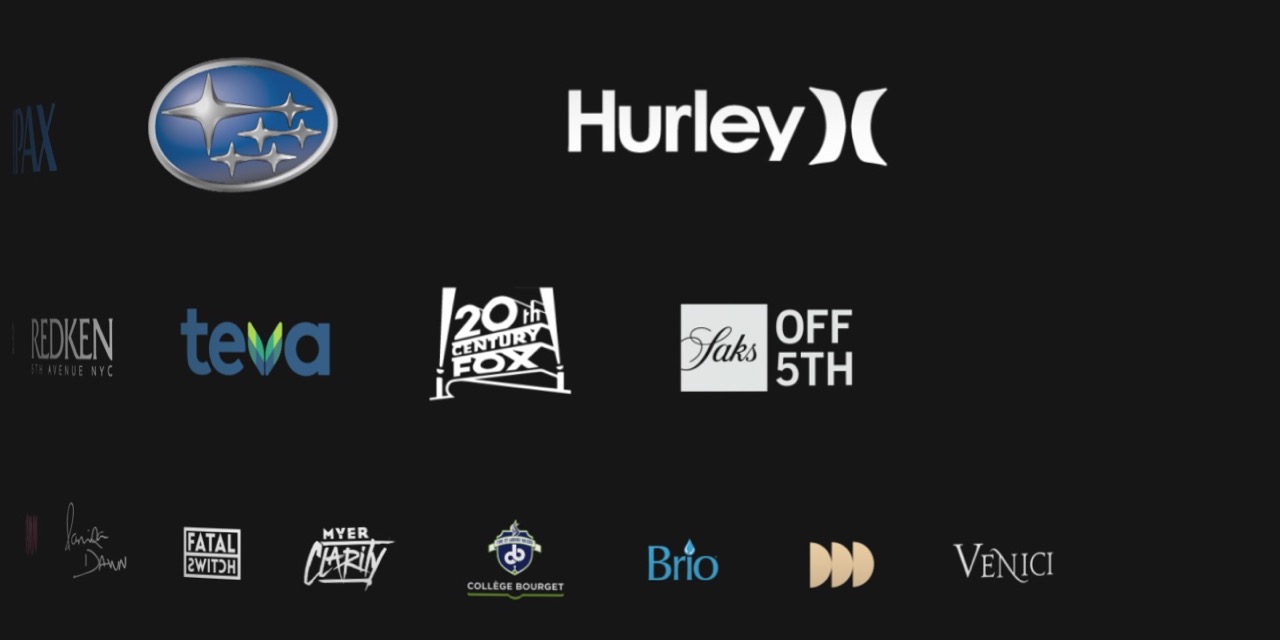 PAX
Hurley
REDKEN
5TH AVENUE NYC
teva
20th
CENTURY
FOX
Saks
OFF
5TH
DAWN
FATAL
SWITCH
MYER
CLARITY
COLLÈGE BOURGET
Brio
VENICI